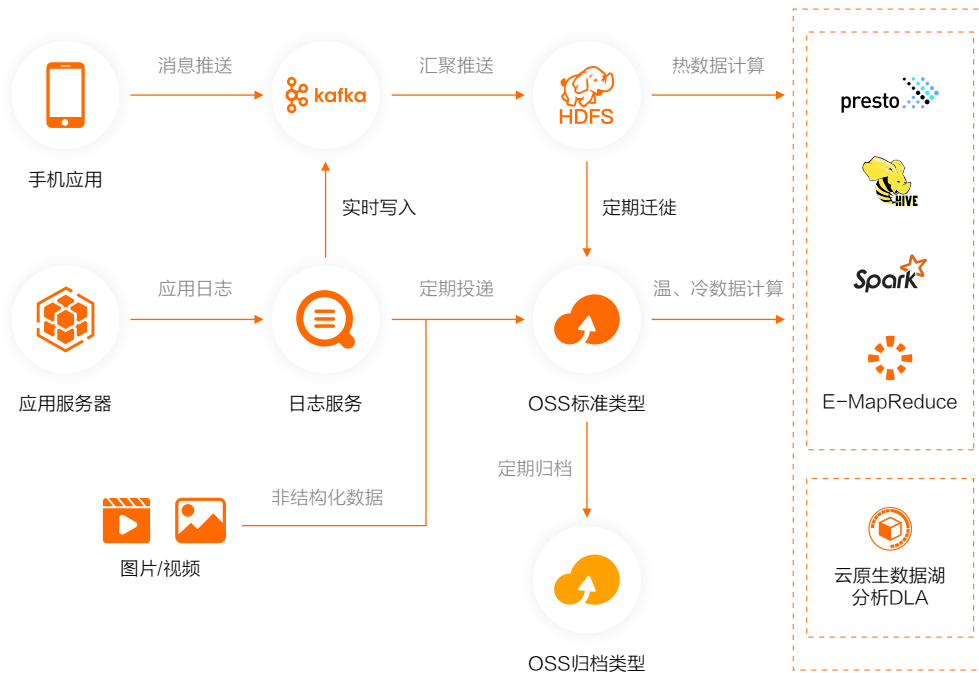 消息推送
汇聚推送
热数据计算
kafka
HDFS
presto
手机应用
实时写入
定期迁徙
HIVE
应用日志
定期投递
温、冷数据计算
Spark
应用服务器
日志服务
OSS标准类型
E-MapReduce
定期归档
非结构化数据
图片/视频
云原生数据湖
分析DLA
OSS归档类型